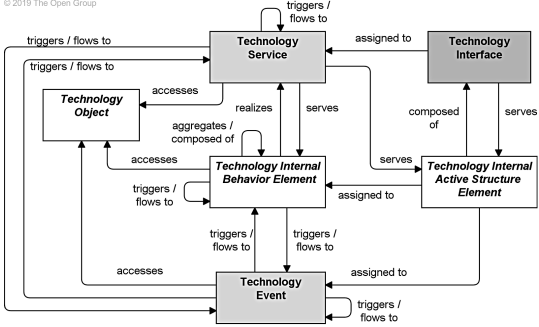 © 2019 The Open Group
triggers /
flows to
triggers / flows to
Technology
Service
assigned to
Technology
Interface
triggers / flows to
accesses
Technology
Object
realizes
serves
composed
of
serves
aggregates /
composed of
accesses
serves
Technology Internal
Behavior Element
Technology Internal
Active Structure
Element
triggers /
flows to
assigned to
triggers /
flows to
triggers /
flows to
accesses
assigned to
Technology
Event
triggers /
flows to